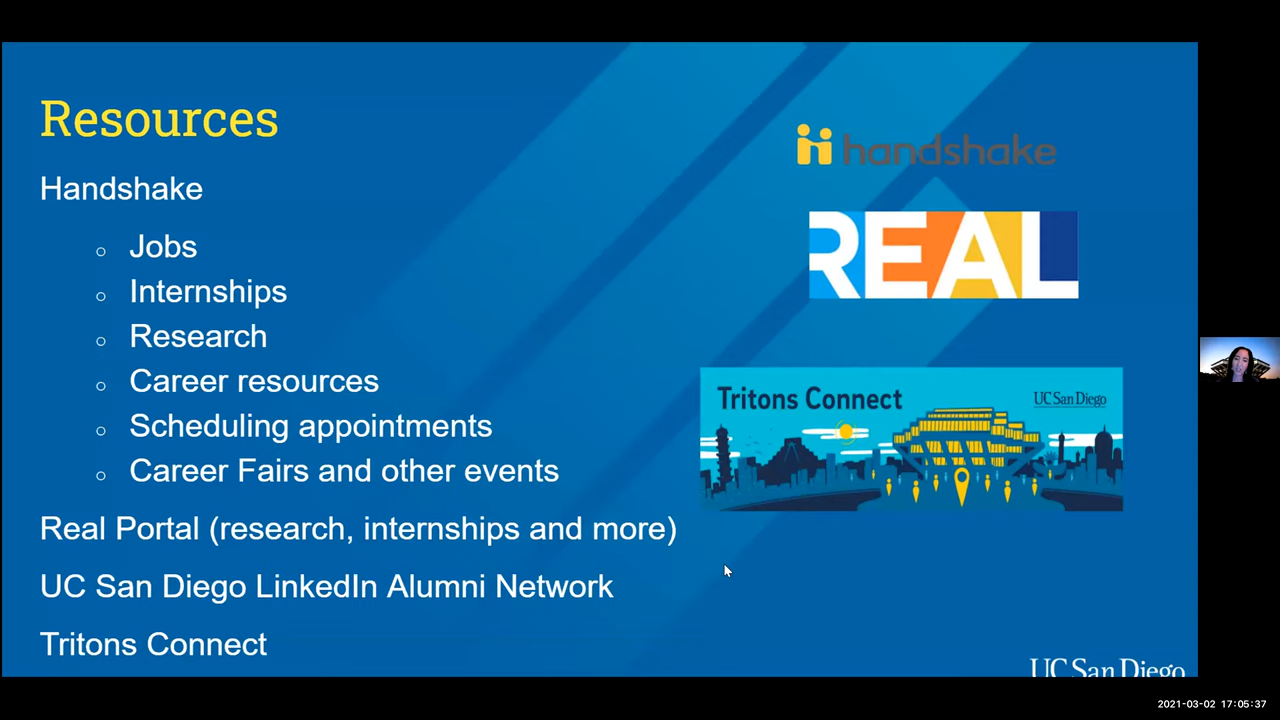 Resources
Handshake
Jobs
Internships
Research
Career resources
Scheduling appointments
Career Fairs and other events
Real Portal (research, internships and more)
UC San Diego LinkedIn Alumni Network
Tritons Connect
handshake
REAL
Tritons Connect
UC San Diego
UC San Diego
2021-03-02 17:05:37